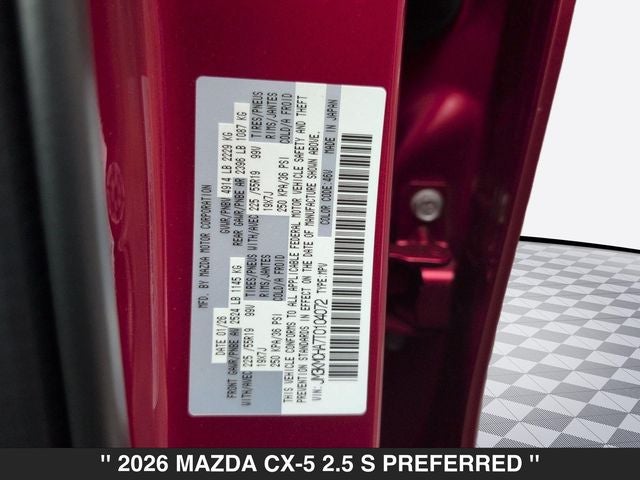 MFD. BY MAZDA MOTOR CORPORATION
DATE 01/26 GVWR/PNBV 4914 LB 2229 KG
FRONT GAWR/PNBE AV 2524 LB 1145 KG REAR GAWR/PNBE AR 2396 LB 1087 KG
WITH/AVEC 225 /55R19 99V TIRES/PNEUS WITH/AVEC 225 /55R19 99V TIRES/PNEUS
19X7J RIMS/JANTES 19X7J RIMS/JANTES
250 KPA/36 PSI COLD/A FROID 250 KPA/36 PSI COLD/A FROID
THIS VEHICLE CONFORMS TO ALL APPLICABLE FEDERAL MOTOR VEHICLE SAFETY AND THEFT
PREVENTION STANDARDS IN EFFECT ON THE DATE OF MANUFACTURE SHOWN ABOVE.
VIN: JM3KMDHA7T0104072 TYPE:MPV COLOR CODE:46V MADE IN JAPAN
" 2026 MAZDA CX-5 2.5 S PREFERRED "